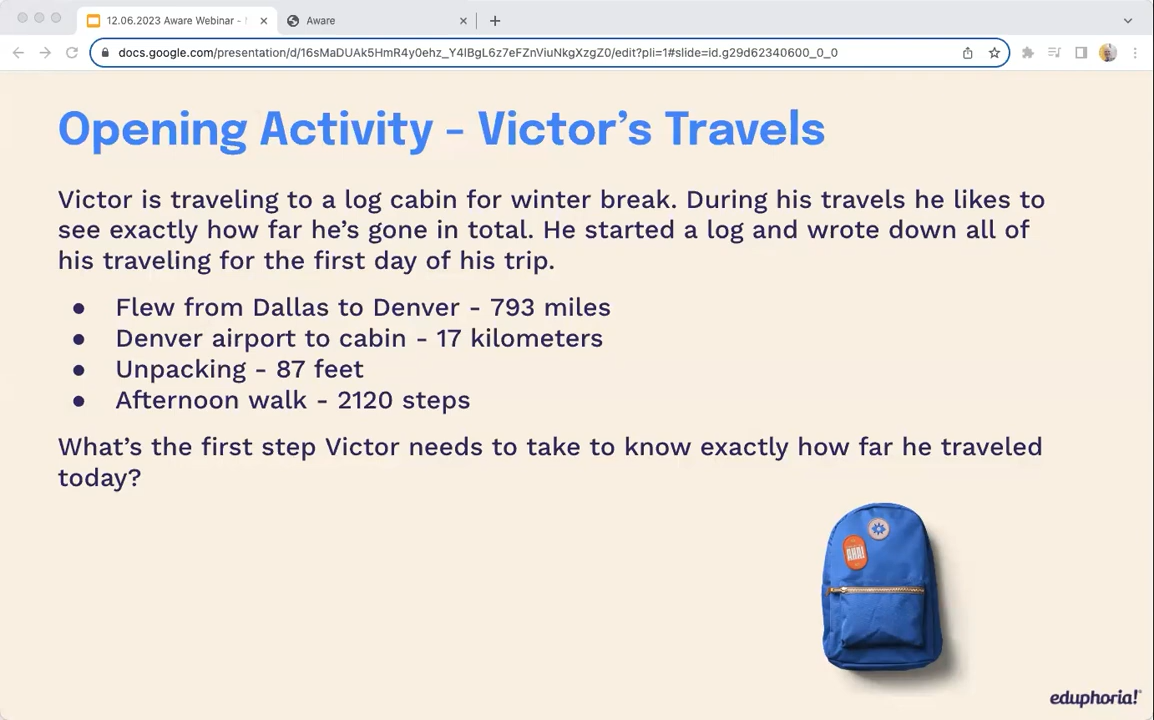 12.06.2023 Aware Webinar -
Aware
docs.google.com/presentation/d/16sMaDUAk5HmR4y0ehz_Y4lBgL6z7eFZnViuNkgXzgZ0/edit?pli=1#slide=id.g29d62340600_0_0
Opening Activity – Victor’s Travels
Victor is traveling to a log cabin for winter break. During his travels he likes to
see exactly how far he’s gone in total. He started a log and wrote down all of
his traveling for the first day of his trip.
● Flew from Dallas to Denver - 793 miles
● Denver airport to cabin - 17 kilometers
● Unpacking - 87 feet
● Afternoon walk - 2120 steps
What’s the first step Victor needs to take to know exactly how far he traveled
today?
AHA!
eduphoria!